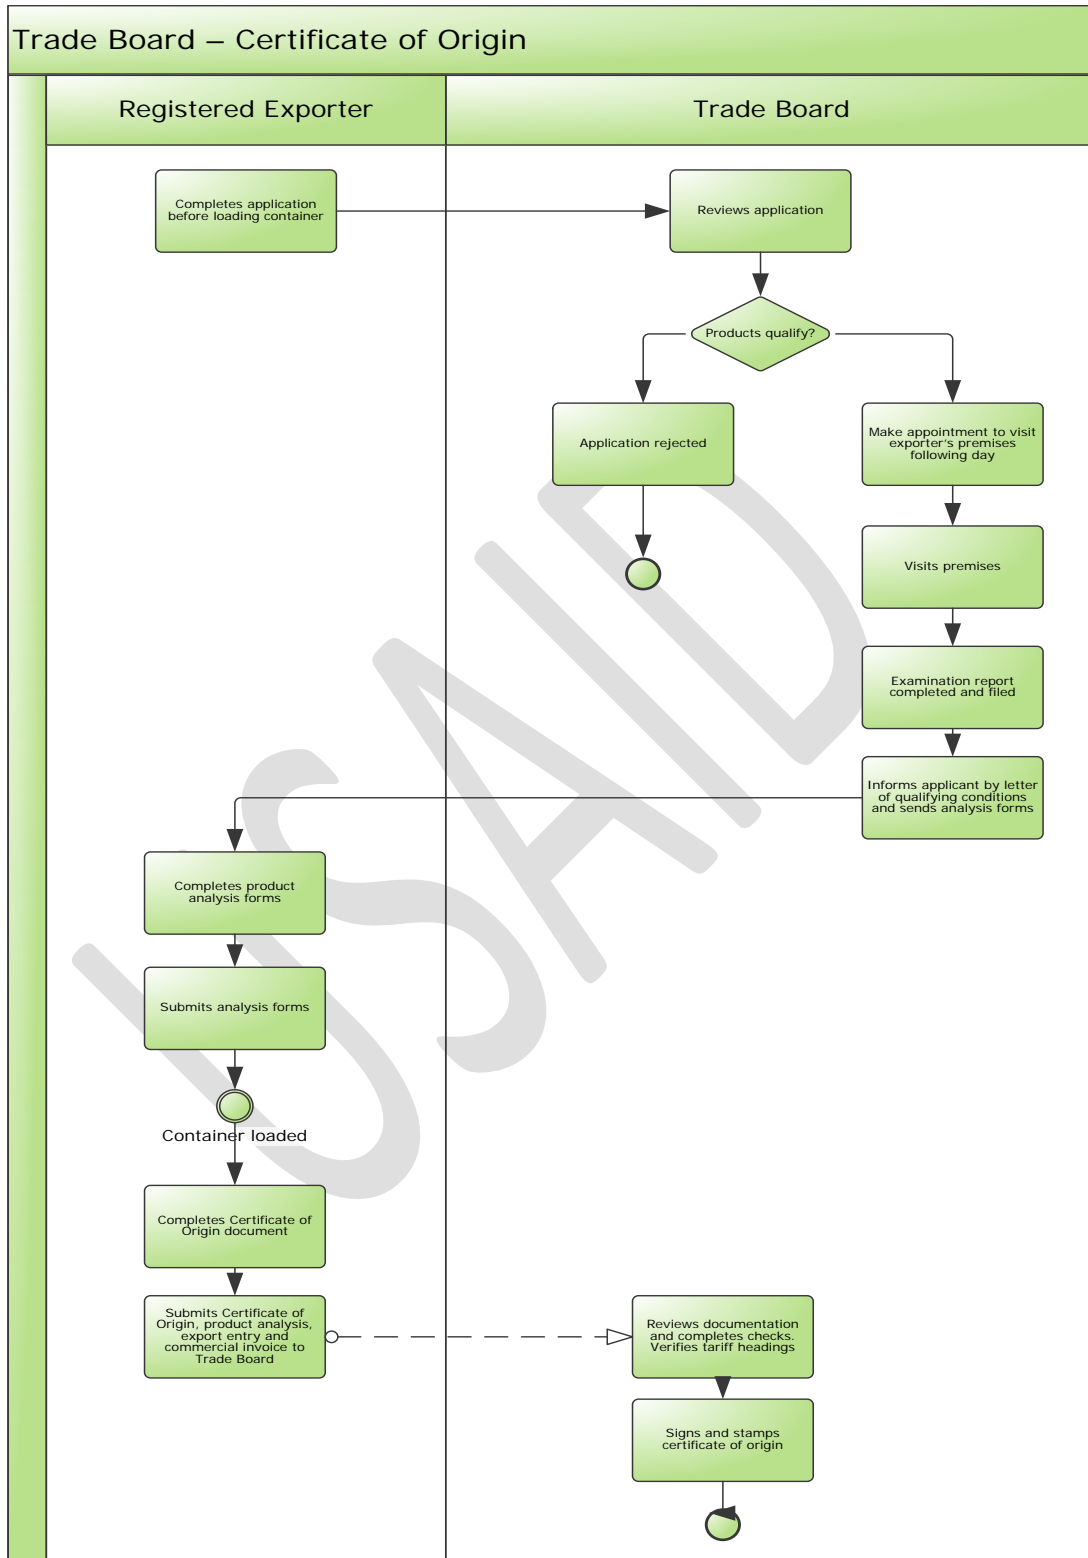 Trade Board – Certificate of Origin
Registered Exporter
Trade Board
Completes application
before loading container
Reviews application
Products qualify?
Application rejected
Make appointment to visit
exporter's premises
following day
Visits premises
Examination report
completed and filed
Informs applicant by letter
of qualifying conditions
and sends analysis forms
Completes product
analysis forms
Submits analysis forms
Container loaded
Completes Certificate of
Origin document
Submits Certificate of
Origin, product analysis,
export entry and
commercial invoice to
Trade Board
Reviews documentation
and completes checks.
Verifies tariff headings
Signs and stamps
certificate of origin
USAID